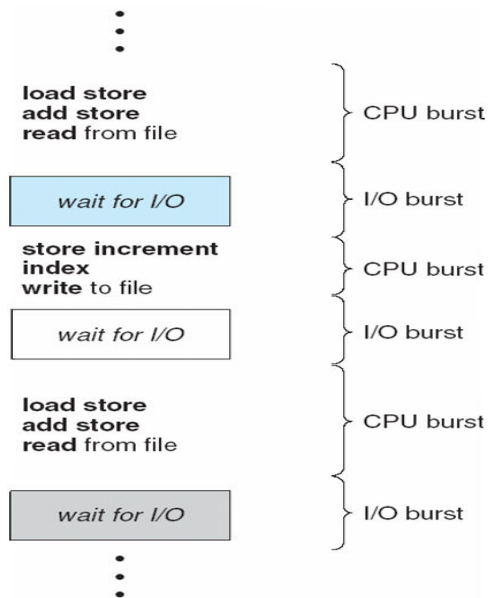 load store
add store
read from file
CPU burst
wait for I/O
I/O burst
store increment
index
write to file
CPU burst
wait for I/O
I/O burst
load store
add store
read from file
CPU burst
wait for I/O
I/O burst